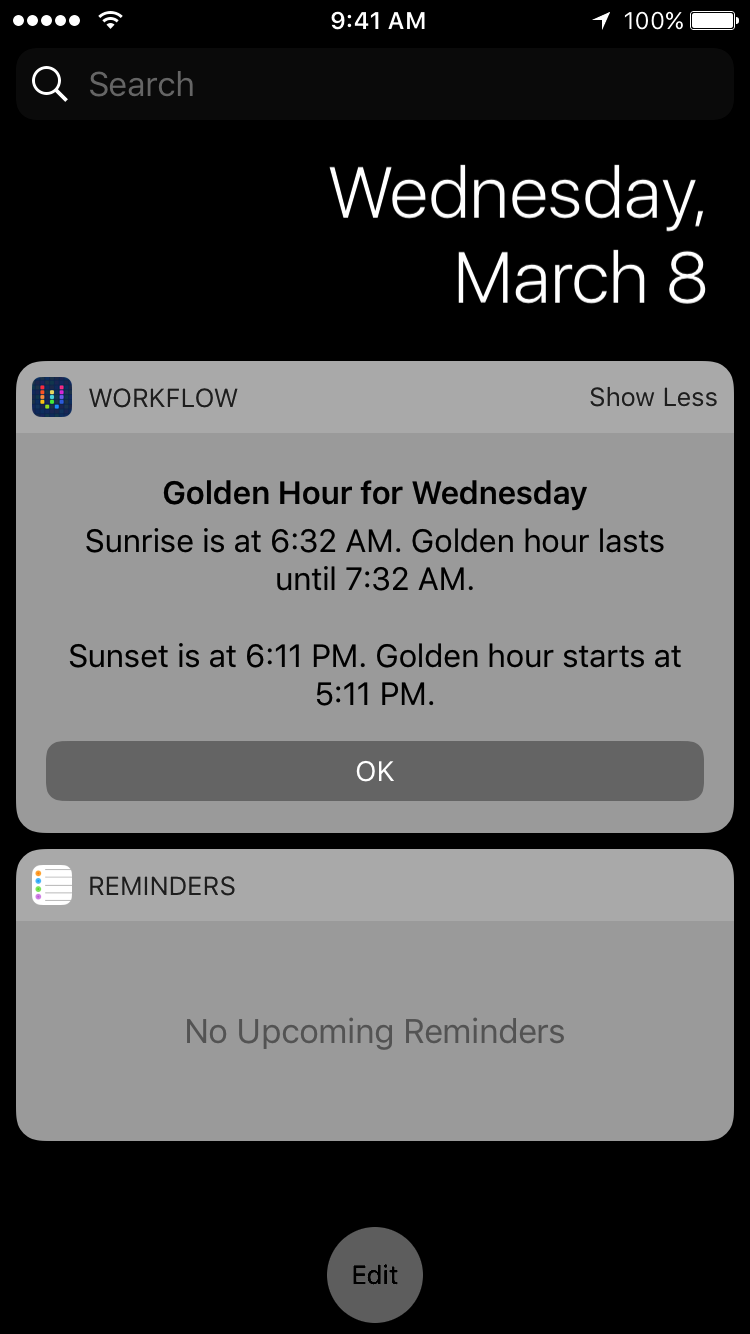 9:41 AM 100%
Search
Wednesday,
March 8
WORKFLOW Show Less
Golden Hour for Wednesday
Sunrise is at 6:32 AM. Golden hour lasts
until 7:32 AM.
Sunset is at 6:11 PM. Golden hour starts at
5:11 PM.
OK
REMINDERS
No Upcoming Reminders
Edit